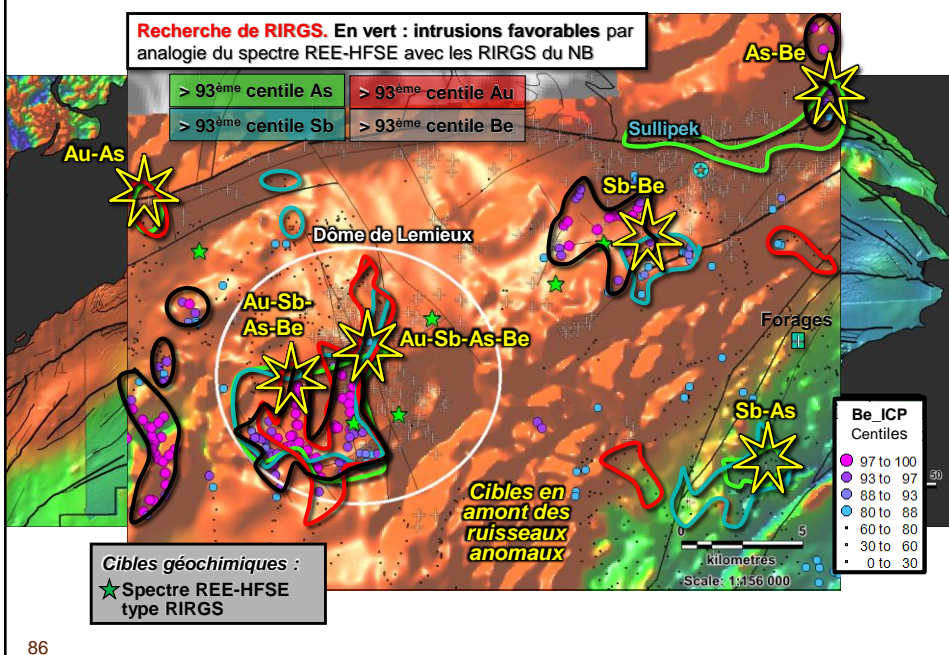 Recherche de RIRGS. En vert : intrusions favorables par
analogie du spectre REE-HFSE avec les RIRGS du NB
> 93ème centile As
> 93ème centile Au
> 93ème centile Sb
> 93ème centile Be
As-Be
Sullipek
Au-As
Sb-Be
Dôme de Lemieux
Au-Sb-
As-Be
Au-Sb-As-Be
Forages
Sb-As
Cibles en
amont des
ruisseaux
anomaux
Be_ICP
Centiles
97 to 100
93 to 97
88 to 93
80 to 88
60 to 80
30 to 60
0 to 30
50
0 5
kilometres
Scale: 1:156 000
Cibles géochimiques :
Spectre REE-HFSE
type RIRGS
86